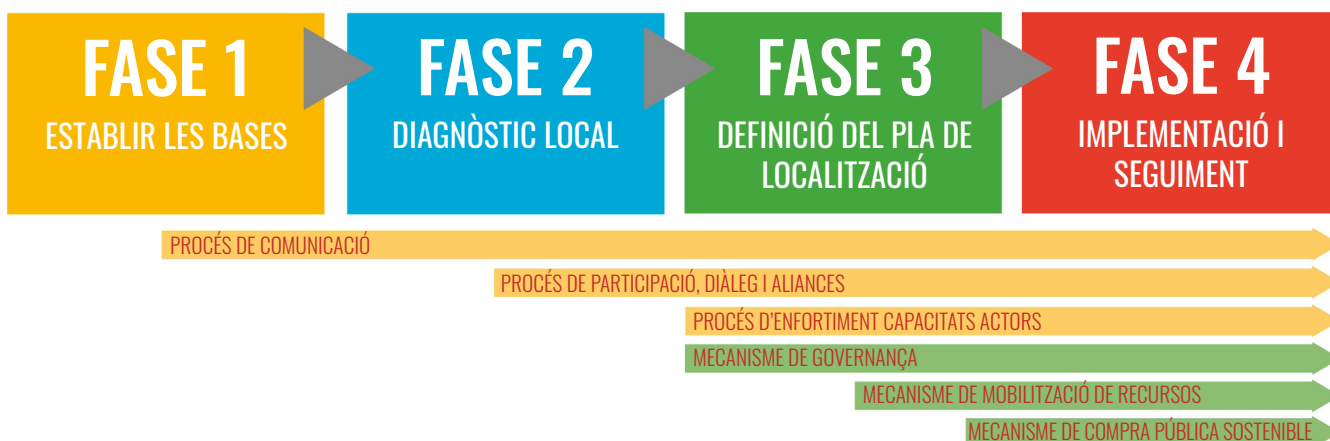 FASE 1
ESTABLIR LES BASES
FASE 2
DIAGNÒSTIC LOCAL
FASE 3
DEFINICIÓ DEL PLA DE
LOCALITZACIÓ
FASE 4
IMPLEMENTACIÓ I
SEGUIMENT
PROCÉS DE COMUNICACIÓ
PROCÉS DE PARTICIPACIÓ, DIÀLEG I ALIANCES
PROCÉS D'ENFORTIMENT CAPACITATS ACTORS
MECANISME DE GOVERNANÇA
MECANISME DE MOBILITZACIÓ DE RECURSOS
MECANISME DE COMPRA PÚBLICA SOSTENIBLE